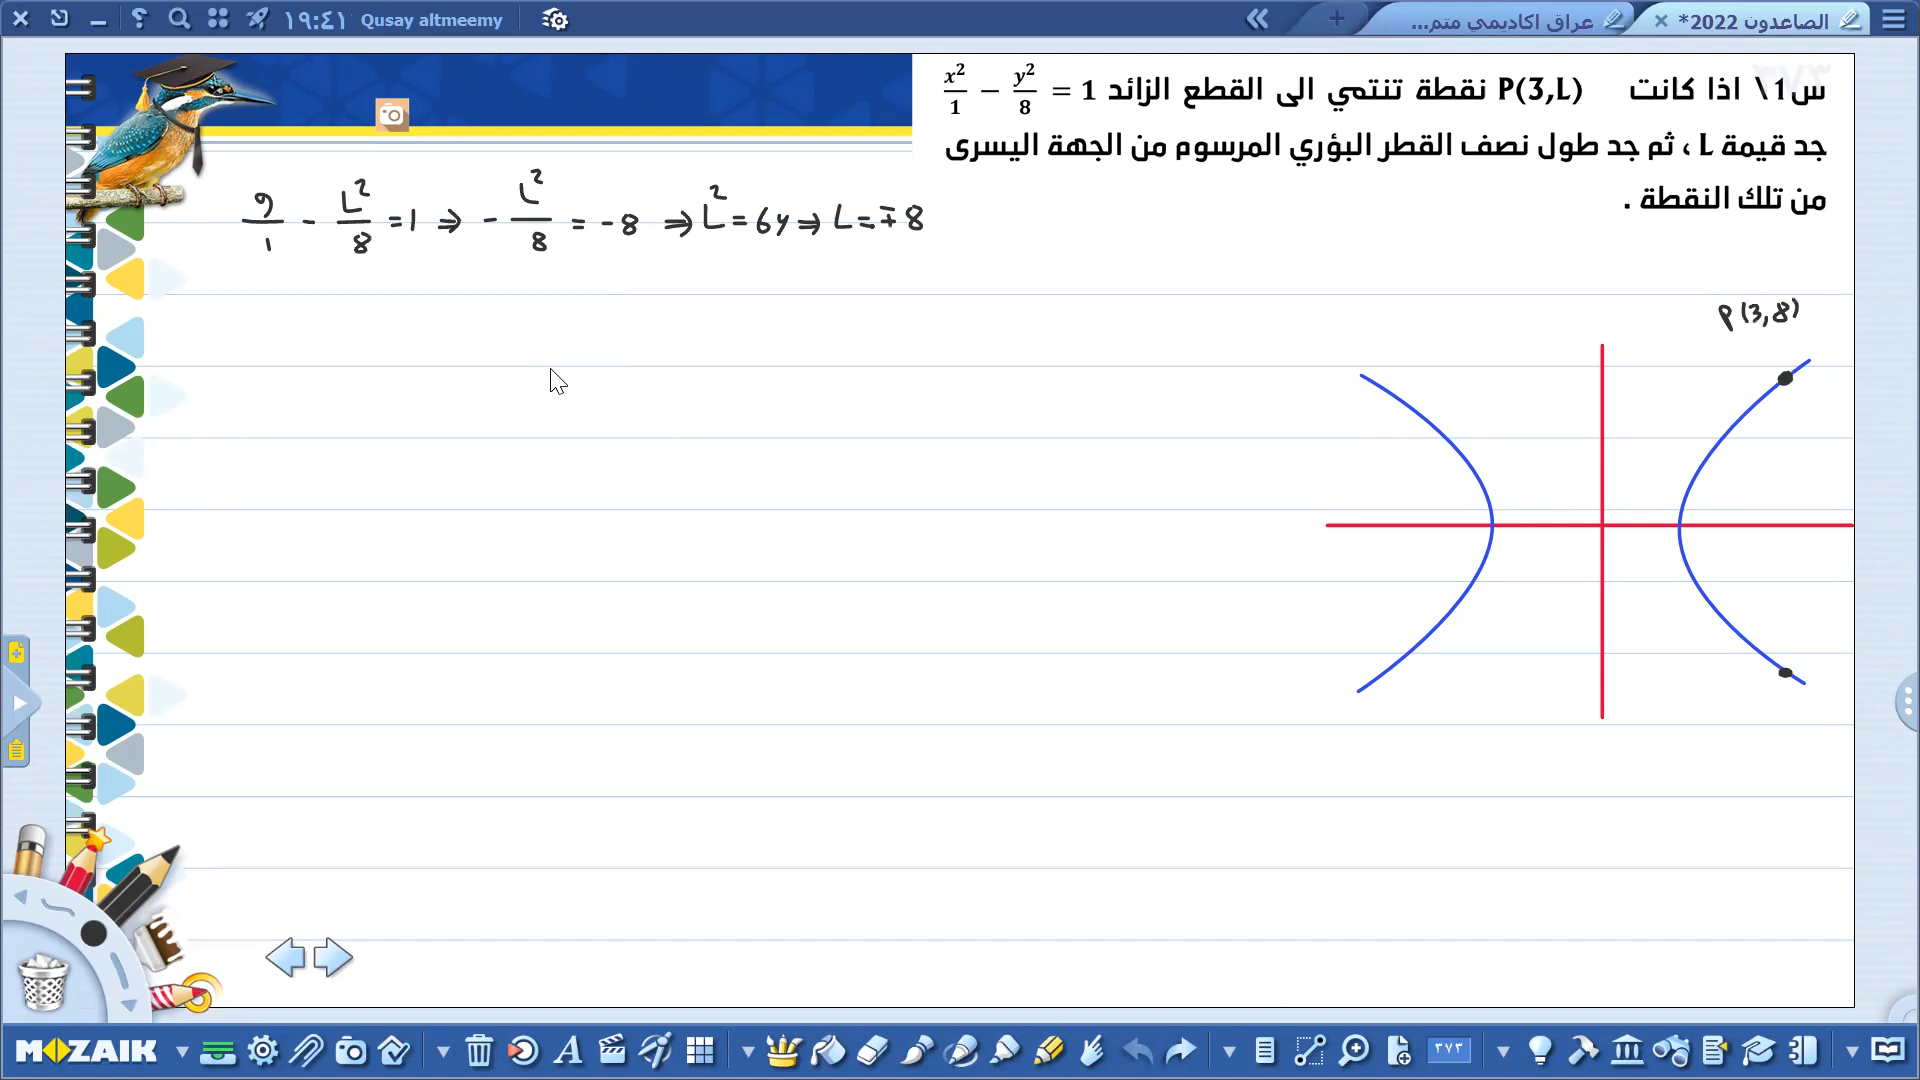 ١٩:٤١ Qusay altmeemy
عراق اكاديمي متم...
الصاعدون 2022*
س1\ اذا كانت P(3,L) نقطة تنتمي الى القطع الزائد x²/1 − y²/8 = 1
جد قيمة L ، ثم جد طول نصف القطر البؤري المرسوم من الجهة اليسرى
من تلك النقطة .
9/1 - L²/8 = 1 ⇒ - L²/8 = -8 ⇒ L² = 64 ⇒ L = ∓8
P(3,8)
MOZAIK
٣٧٣